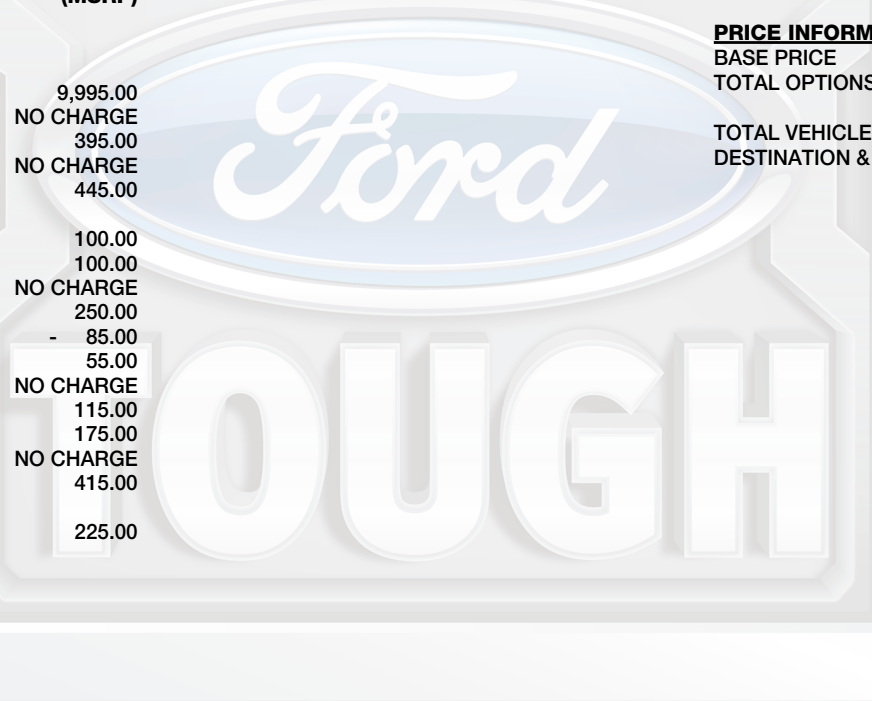 (MSRP)
9,995.00
NO CHARGE
395.00
NO CHARGE
445.00
100.00
100.00
NO CHARGE
250.00
- 85.00
55.00
NO CHARGE
115.00
175.00
NO CHARGE
415.00
225.00
PRICE INFORM
BASE PRICE
TOTAL OPTIONS
TOTAL VEHICLE
DESTINATION &
Ford
TOUGH